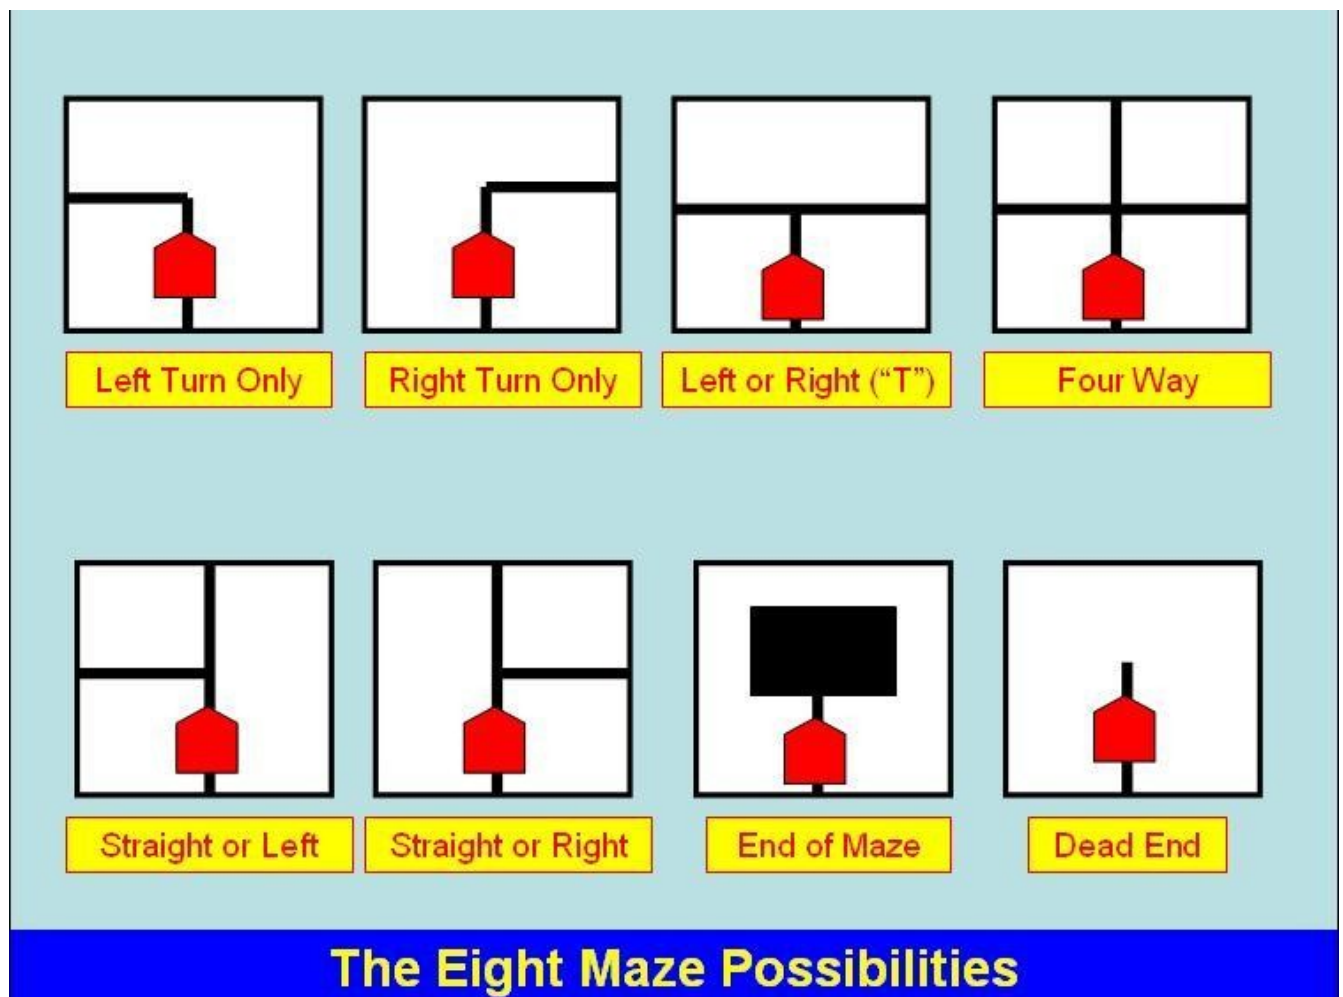 Left Turn Only
Right Turn Only
Left or Right (“T”)
Four Way
Straight or Left
Straight or Right
End of Maze
Dead End
The Eight Maze Possibilities